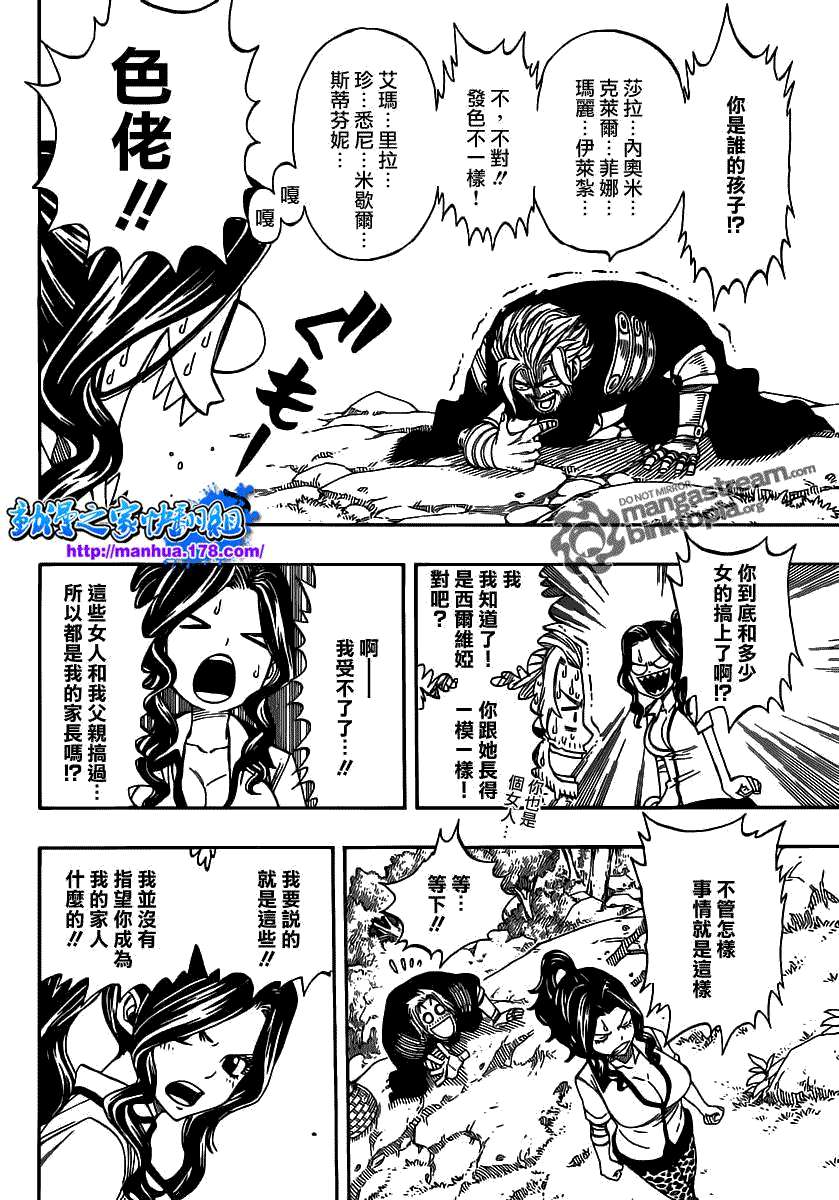 你是誰的孩子!?
莎拉…內奧米…
克萊爾…菲娜…
瑪麗…伊萊紮…
不,不對!!
發色不一樣!
艾瑪…里拉…
珍…悉尼…米歇爾…
斯蒂芬妮…
嘎
嘎
色佬!!
くも!
DO NOT MIRROR
mangastream.com
binktopia.org
動漫之家快翻組
http://manhua.178.com/
你到底和多少
女的搞上了啊!?
我
我知道了!
是西爾維婭
對吧?
你跟她長得
一模一樣!
你也是
個女人…
啊——
我受不了了…!!
這些女人和我父親搞過…
所以都是我的家長嗎!?
不管怎樣
事情就是這樣
等…
等下!!
我要說的
就是這些!!
我並沒有
指望你成為
我的家人
什麼的!!